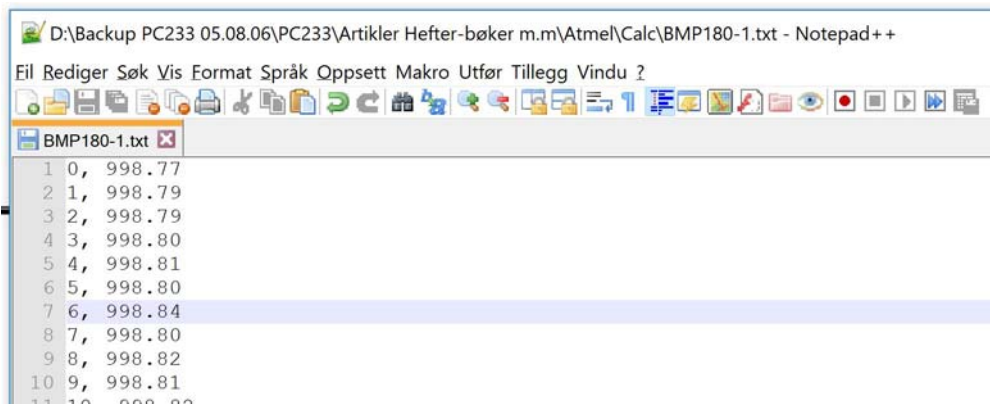 D:\Backup PC233 05.08.06\PC233\Artikler Hefter-bøker m.m\Atmel\Calc\BMP180-1.txt - Notepad++
Fil Rediger Søk Vis Format Språk Oppsett Makro Utfør Tillegg Vindu ?
BMP180-1.txt
1 0, 998.77
2 1, 998.79
3 2, 998.79
4 3, 998.80
5 4, 998.81
6 5, 998.80
7 6, 998.84
8 7, 998.80
9 8, 998.82
10 9, 998.81